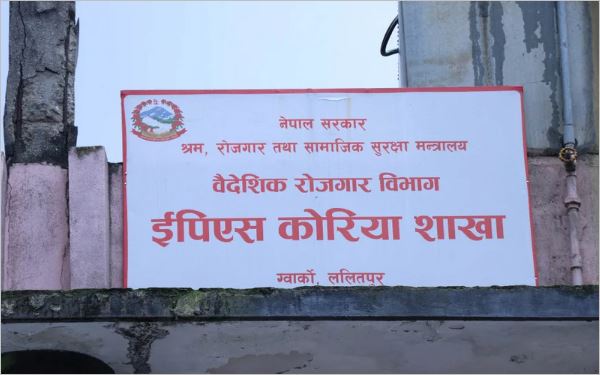 नेपाल सरकार
श्रम, रोजगार तथा सामाजिक सुरक्षा मन्त्रालय
वैदेशिक रोजगार विभाग
ईपिएस कोरिया शाखा
ग्वार्को, ललितपुर